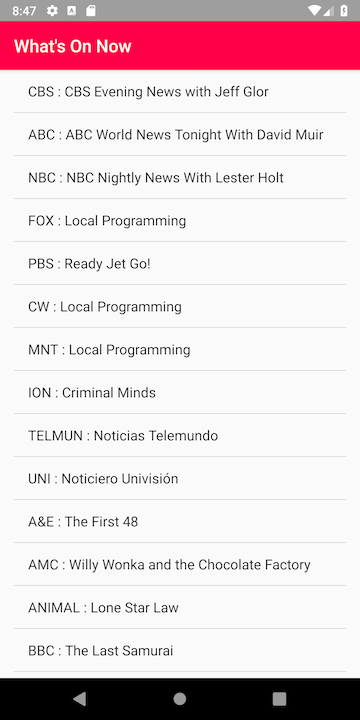 8:47
What's On Now
CBS : CBS Evening News with Jeff Glor
ABC : ABC World News Tonight With David Muir
NBC : NBC Nightly News With Lester Holt
FOX : Local Programming
PBS : Ready Jet Go!
CW : Local Programming
MNT : Local Programming
ION : Criminal Minds
TELMUN : Noticias Telemundo
UNI : Noticiero Univisión
A&E : The First 48
AMC : Willy Wonka and the Chocolate Factory
ANIMAL : Lone Star Law
BBC : The Last Samurai